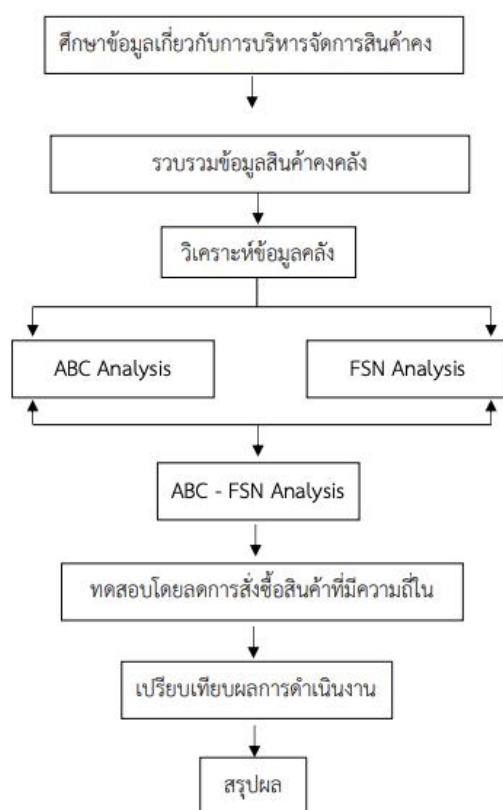 ศึกษาข้อมูลเกี่ยวกับการบริหารจัดการสินค้าคง
รวบรวมข้อมูลสินค้าคงคลัง
วิเคราะห์ข้อมูลคลัง
ABC Analysis
FSN Analysis
ABC - FSN Analysis
ทดสอบโดยลดการสั่งซื้อสินค้าที่มีความถี่ใน
เปรียบเทียบผลการดำเนินงาน
สรุปผล